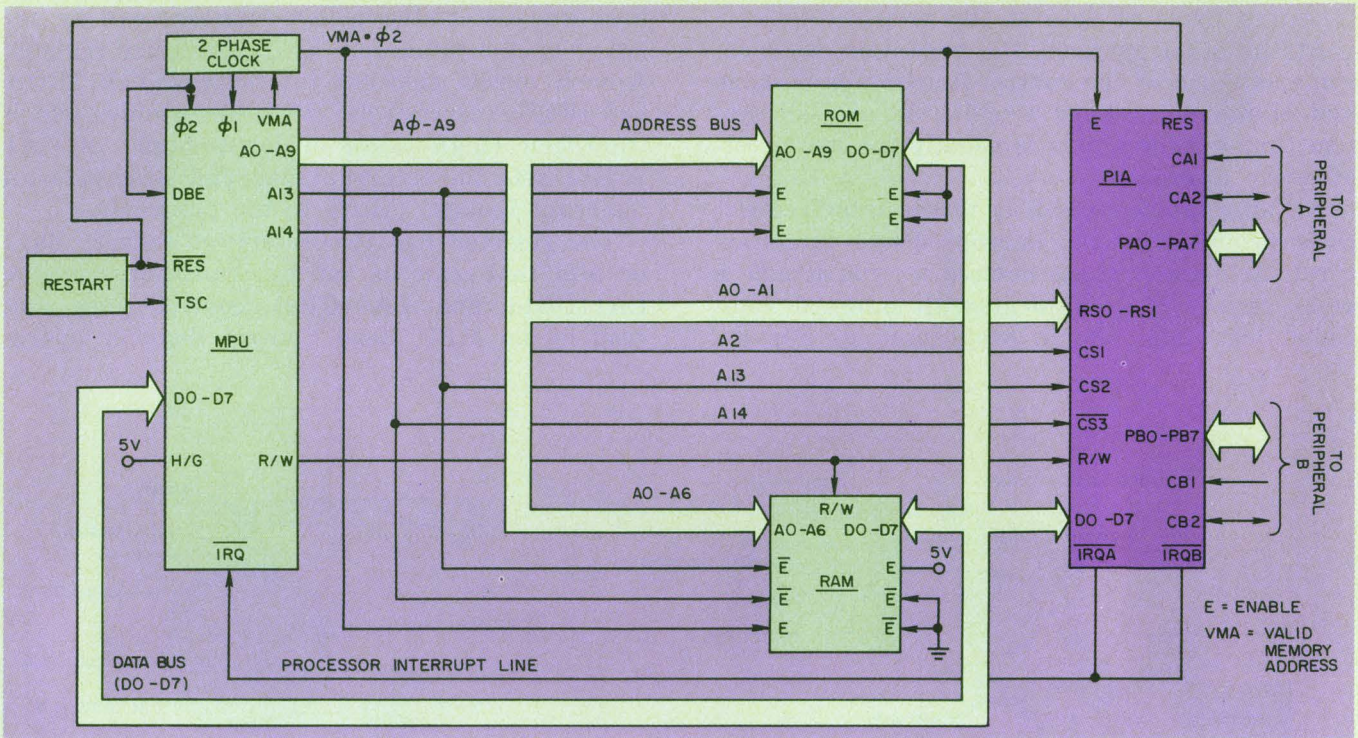 2 PHASE
CLOCK
VMA•ϕ2
ϕ2 ϕ1 VMA
Aϕ-A9
ADDRESS BUS
ROM
A0-A9
A0-A9 D0-D7
E RES
DBE
A13
E E
PIA
CA1
CA2
TO
PERIPHERAL
A
A14
E E
PA0-PA7
RESTART
RES
TSC
MPU
A0-A1
RS0-RS1
A2
CS1
A13
CS2
D0-D7
A14
CS3
PB0-PB7
TO
PERIPHERAL
B
5V
H/G R/W
R/W
CB1
A0-A6
R/W
A0-A6 D0-D7
D0-D7 CB2
IRQ
5V
IRQA IRQB
E E
RAM
E E
E E
E = ENABLE
VMA = VALID
MEMORY
ADDRESS
DATA BUS
(D0-D7)
PROCESSOR INTERRUPT LINE